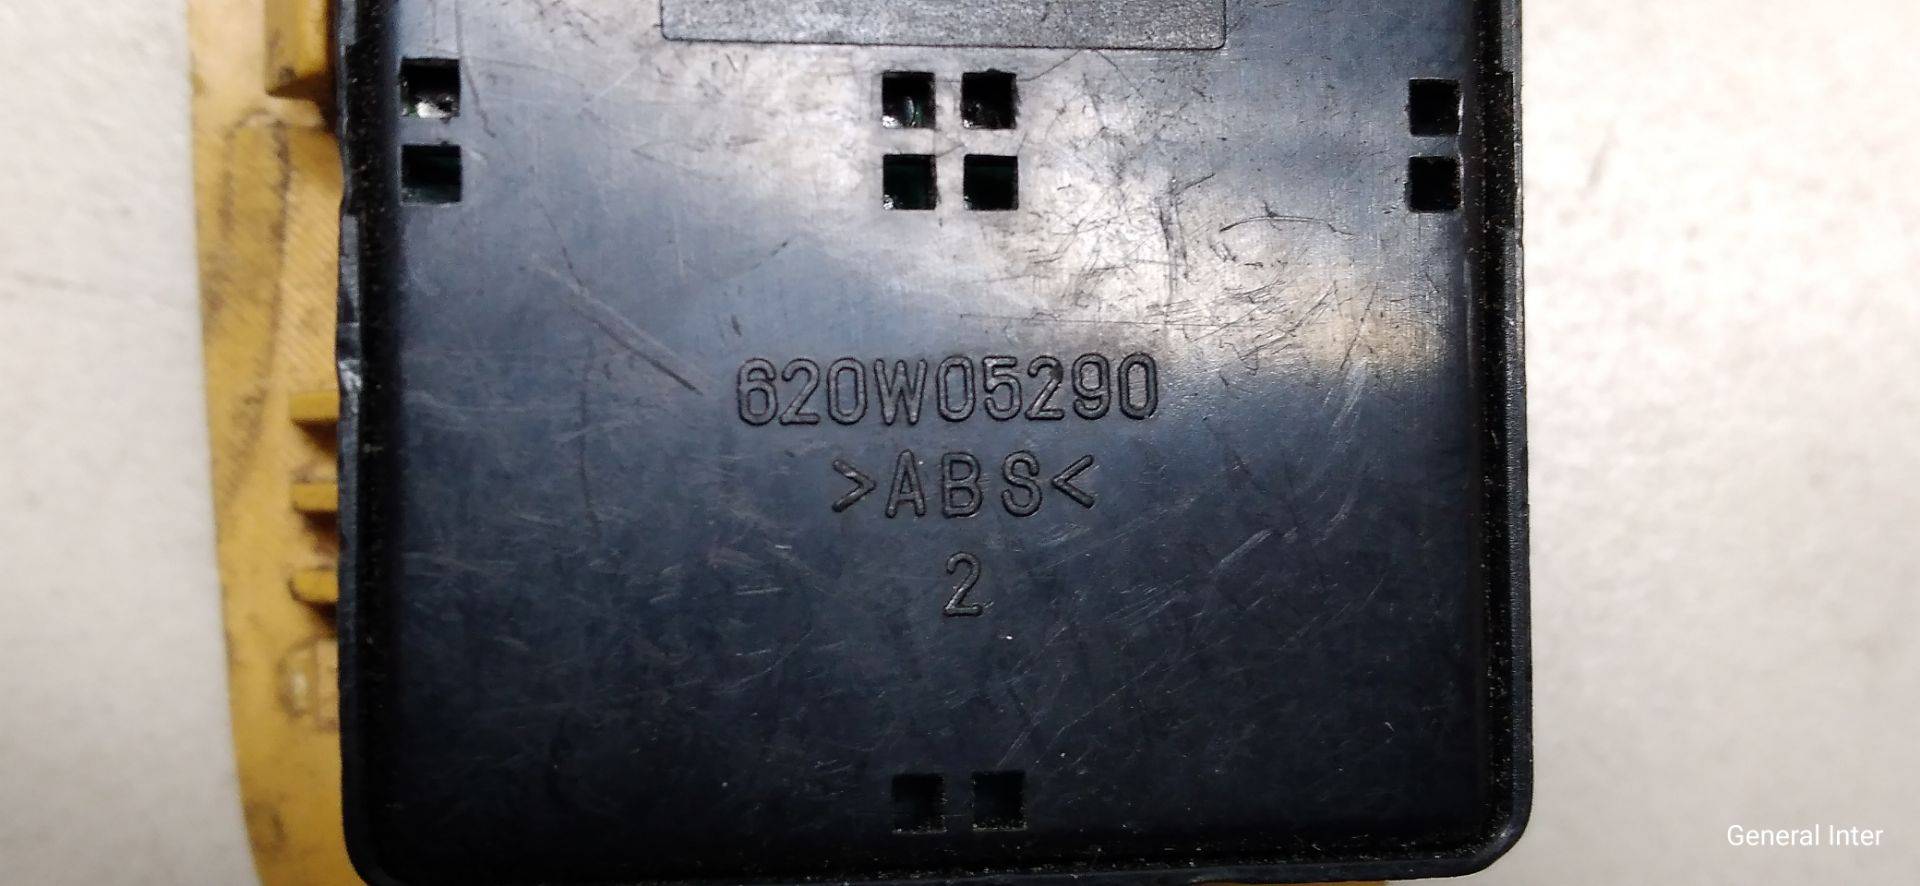 620W05290
>ABS<
2
General Inter